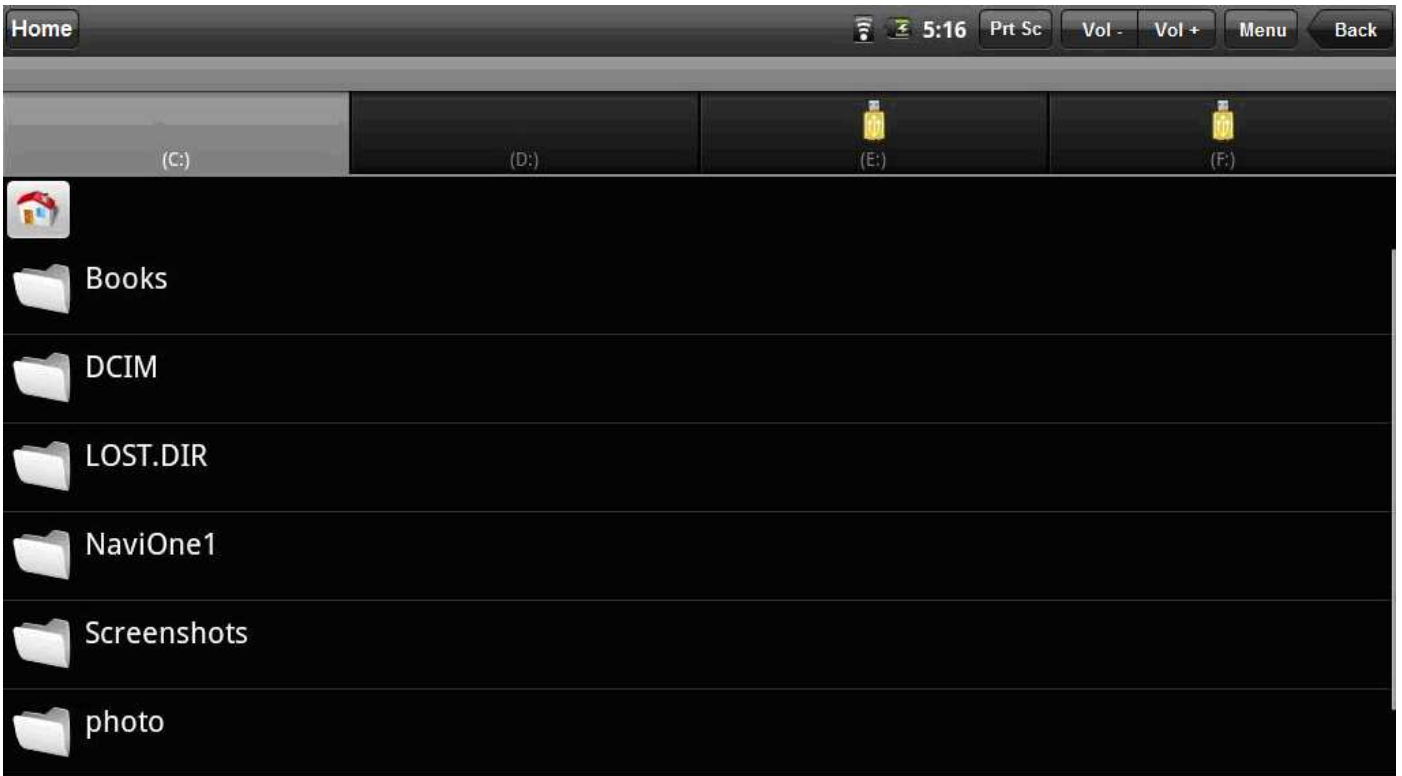 Home 5:16 Prt Sc Vol - Vol + Menu Back
(C:) (D:) (E:) (F:)
Books
DCIM
LOST.DIR
NaviOne1
Screenshots
photo